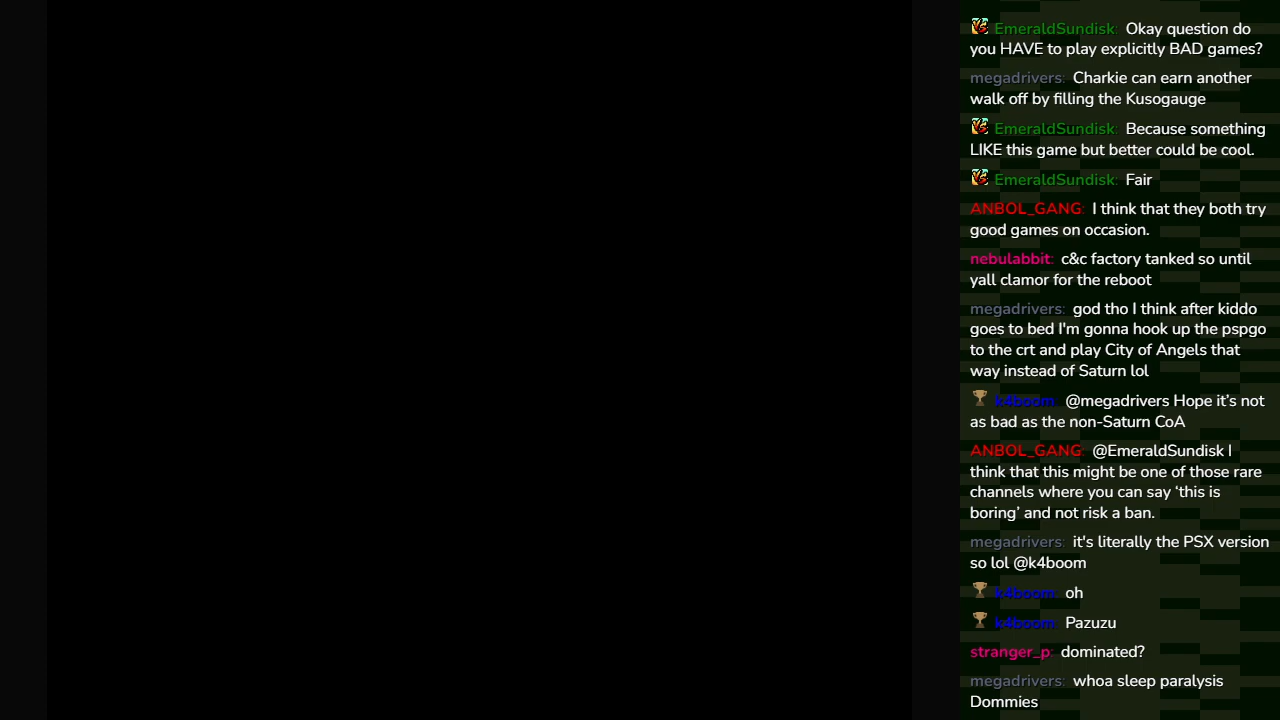 EmeraldSundisk: Okay question do
you HAVE to play explicitly BAD games?
megadrivers: Charkie can earn another
walk off by filling the Kusogauge
EmeraldSundisk: Because something
LIKE this game but better could be cool.
EmeraldSundisk: Fair
ANBOL_GANG: I think that they both try
good games on occasion.
nebulabbit: c&c factory tanked so until
yall clamor for the reboot
megadrivers: god tho I think after kiddo
goes to bed I'm gonna hook up the pspgo
to the crt and play City of Angels that
way instead of Saturn lol
k4boom: @megadrivers Hope it’s not
as bad as the non-Saturn CoA
ANBOL_GANG: @EmeraldSundisk I
think that this might be one of those rare
channels where you can say ‘this is
boring’ and not risk a ban.
megadrivers: it's literally the PSX version
so lol @k4boom
k4boom: oh
k4boom: Pazuzu
stranger_p: dominated?
megadrivers: whoa sleep paralysis
Dommies